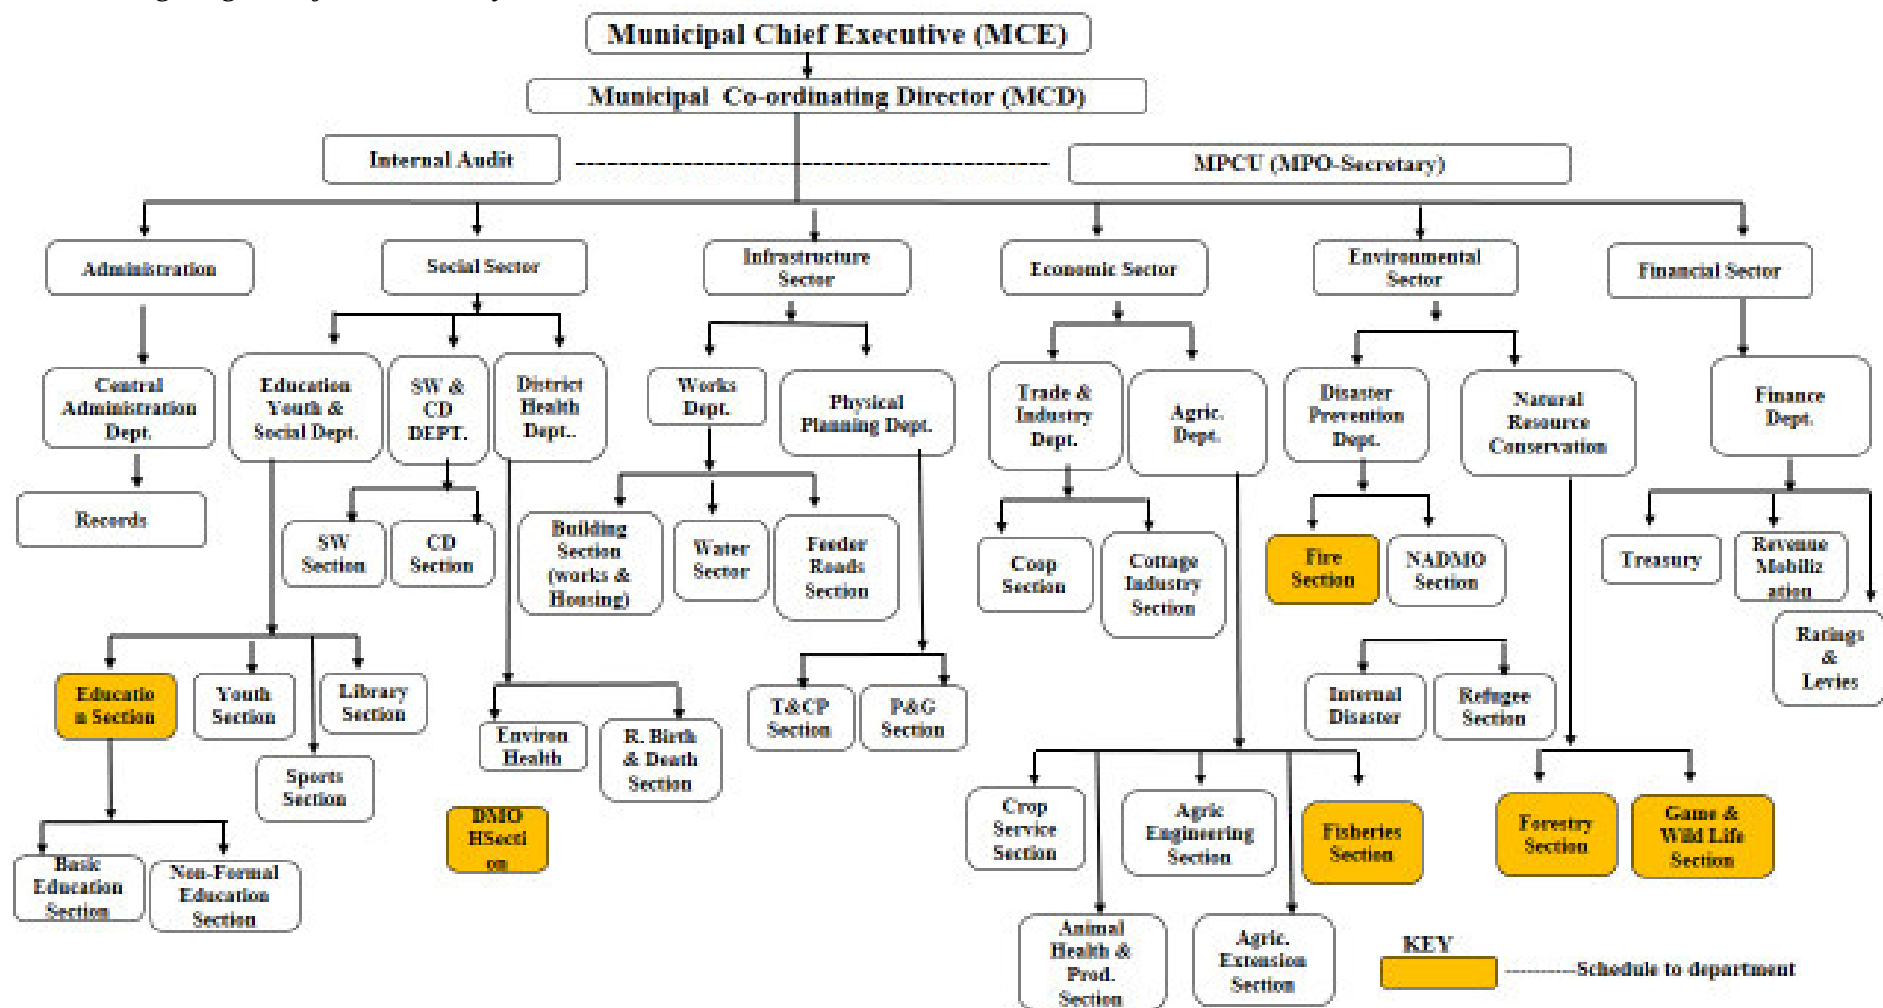 Municipal Chief Executive (MCE)
Municipal Co-ordinating Director (MCD)
Internal Audit
MPCU (MPO-Secretary)
Administration
Social Sector
Infrastructure
Sector
Economic Sector
Environmental
Sector
Financial Sector
Central
Administration
Dept.
Education
Youth &
Social Dept.
SW &
CD
DEPT.
District
Health
Dept..
Works
Dept.
Physical
Planning Dept.
Trade &
Industry
Dept.
Agric.
Dept.
Disaster
Prevention
Dept.
Natural
Resource
Conservation
Finance
Dept.
Records
SW
Section
CD
Section
Building
Section
(works &
Housing)
Water
Sector
Feeder
Roads
Section
Coop
Section
Cottage
Industry
Section
Fire
Section
NADMO
Section
Treasury
Revenue
Mobiliz
ation
Ratings
&
Levies
Educatio
n Section
Youth
Section
Library
Section
Sports
Section
Environ
Health
R. Birth
& Death
Section
T&CP
Section
P&G
Section
Internal
Disaster
Refugee
Section
Basic
Education
Section
Non-Formal
Education
Section
DMO
HSecti
on
Crop
Service
Section
Agric
Engineering
Section
Fisheries
Section
Forestry
Section
Game &
Wild Life
Section
Animal
Health &
Prod.
Section
Agric.
Extension
Section
KEY
----------Schedule to department